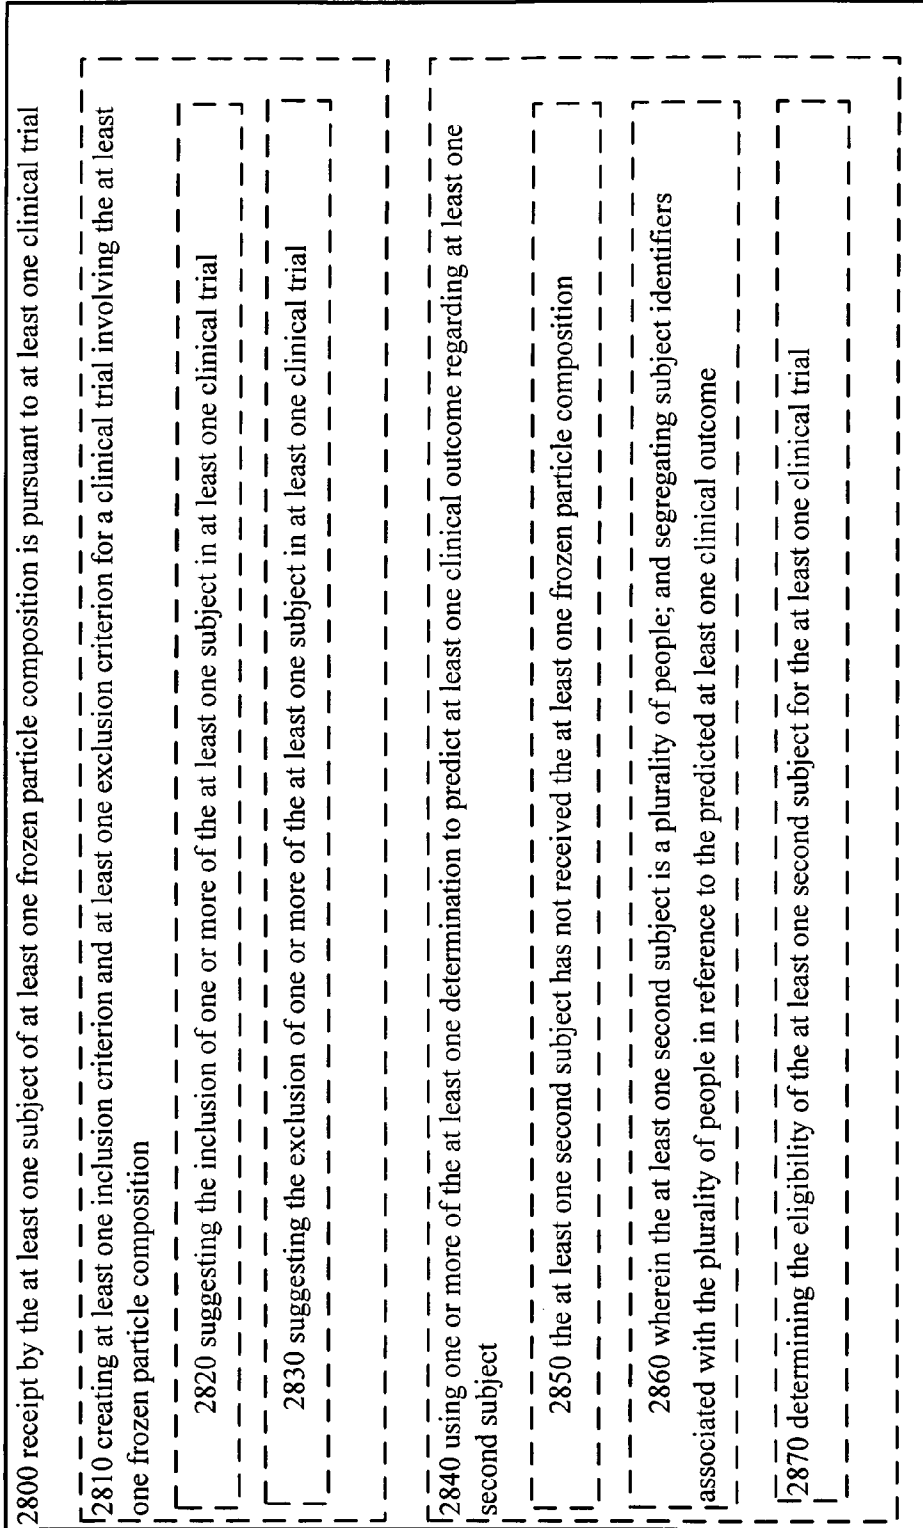 2800 receipt by the at least one subject of at least one frozen particle composition is pursuant to at least one clinical trial
2810 creating at least one inclusion criterion and at least one exclusion criterion for a clinical trial involving the at least
one frozen particle composition
2820 suggesting the inclusion of one or more of the at least one subject in at least one clinical trial
2830 suggesting the exclusion of one or more of the at least one subject in at least one clinical trial
2840 using one or more of the at least one determination to predict at least one clinical outcome regarding at least one
second subject
2850 the at least one second subject has not received the at least one frozen particle composition
2860 wherein the at least one second subject is a plurality of people; and segregating subject identifiers
associated with the plurality of people in reference to the predicted at least one clinical outcome
2870 determining the eligibility of the at least one second subject for the at least one clinical trial